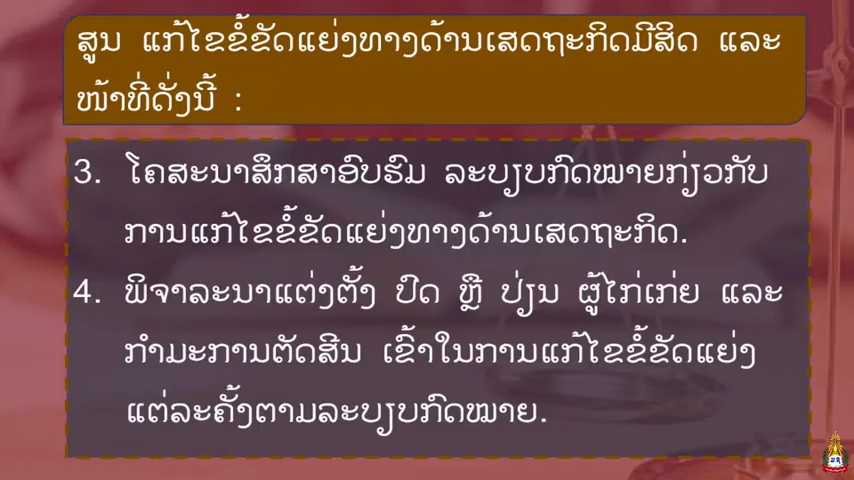 ສູນ ແກ້ໄຂຂໍ້ຂັດແຍ່ງທາງດ້ານເສດຖະກິດມີສິດ ແລະ
ໜ້າທີ່ດັ່ງນີ້ :
3. ໂຄສະນາສຶກສາອົບຮົມ ລະບຽບກົດໝາຍກ່ຽວກັບ
ການແກ້ໄຂຂໍ້ຂັດແຍ່ງທາງດ້ານເສດຖະກິດ.
4. ພິຈາລະນາແຕ່ງຕັ້ງ ປົດ ຫຼື ປ່ຽນ ຜູ້ໄກ່ເກ່ຍ ແລະ
ກຳມະການຕັດສິນ ເຂົ້າໃນການແກ້ໄຂຂໍ້ຂັດແຍ່ງ
ແຕ່ລະຄັ້ງຕາມລະບຽບກົດໝາຍ.